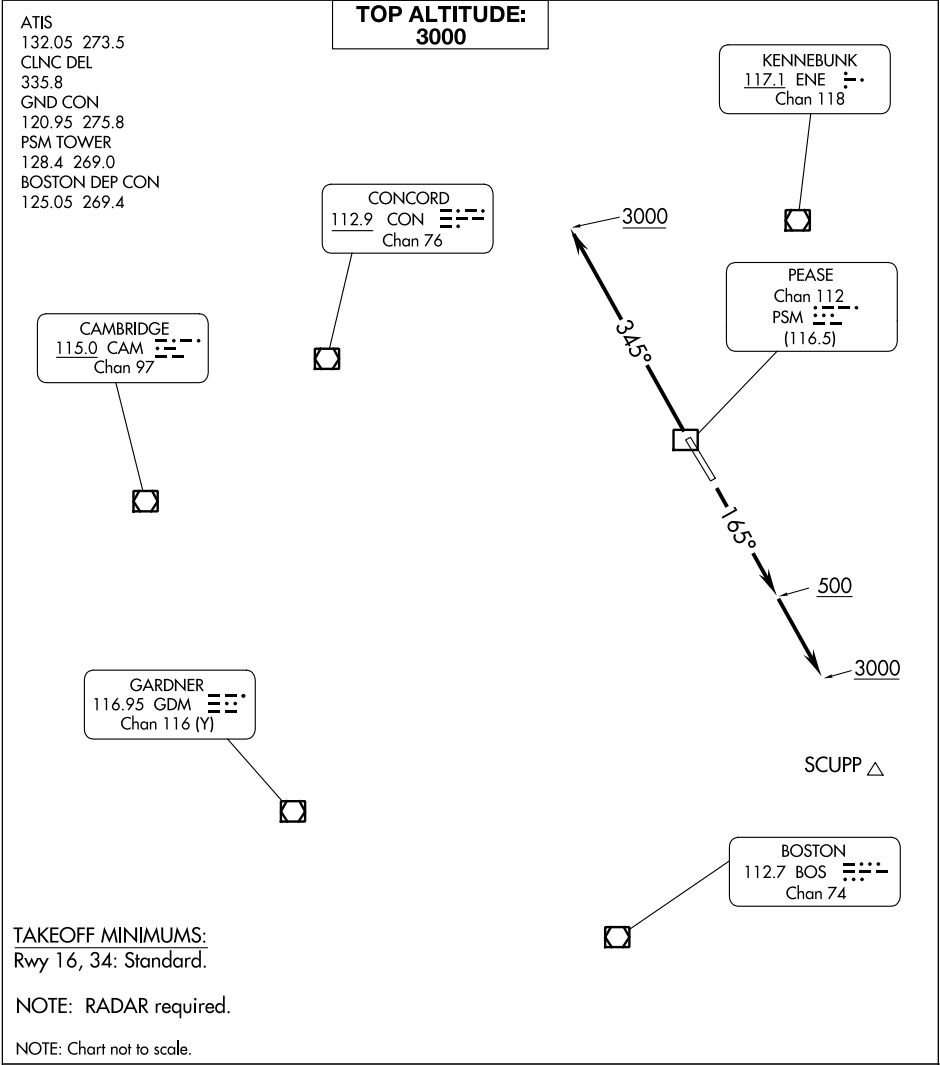 TOP ALTITUDE:
3000
ATIS
132.05 273.5
CLNC DEL
335.8
GND CON
120.95 275.8
PSM TOWER
128.4 269.0
BOSTON DEP CON
125.05 269.4
KENNEBUNK
117.1 ENE
Chan 118
CONCORD
112.9 CON
Chan 76
3000
PEASE
Chan 112
PSM
(116.5)
CAMBRIDGE
115.0 CAM
Chan 97
345°
165°
500
3000
GARDNER
116.95 GDM
Chan 116 (Y)
SCUPP
BOSTON
112.7 BOS
Chan 74
TAKEOFF MINIMUMS:
Rwy 16, 34: Standard.
NOTE: RADAR required.
NOTE: Chart not to scale.